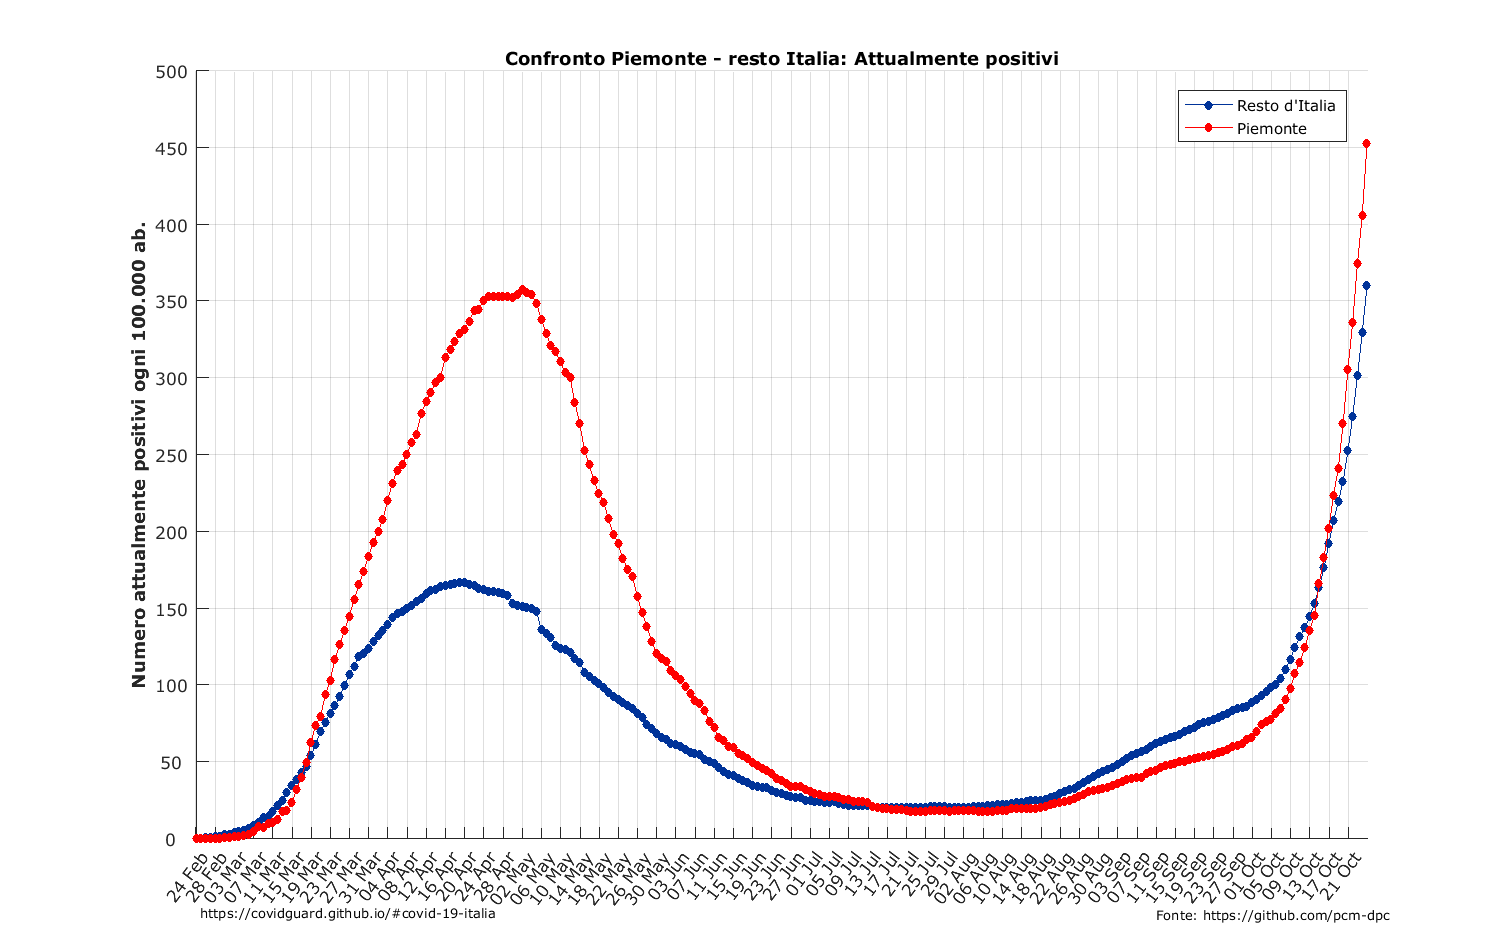 Confronto Piemonte - resto Italia: Attualmente positivi
Numero attualmente positivi ogni 100.000 ab.
500
450
400
350
300
250
200
150
100
50
0
Resto d'Italia
Piemonte
24 Feb
28 Feb
03 Mar
07 Mar
11 Mar
15 Mar
19 Mar
23 Mar
27 Mar
31 Mar
04 Apr
08 Apr
12 Apr
16 Apr
20 Apr
24 Apr
28 Apr
02 May
06 May
10 May
14 May
18 May
22 May
26 May
30 May
03 Jun
07 Jun
11 Jun
15 Jun
19 Jun
23 Jun
27 Jun
01 Jul
05 Jul
09 Jul
13 Jul
17 Jul
21 Jul
25 Jul
29 Jul
02 Aug
06 Aug
10 Aug
14 Aug
18 Aug
22 Aug
26 Aug
30 Aug
03 Sep
07 Sep
11 Sep
15 Sep
19 Sep
23 Sep
27 Sep
01 Oct
05 Oct
09 Oct
13 Oct
17 Oct
21 Oct
https://covidguard.github.io/#covid-19-italia
Fonte: https://github.com/pcm-dpc